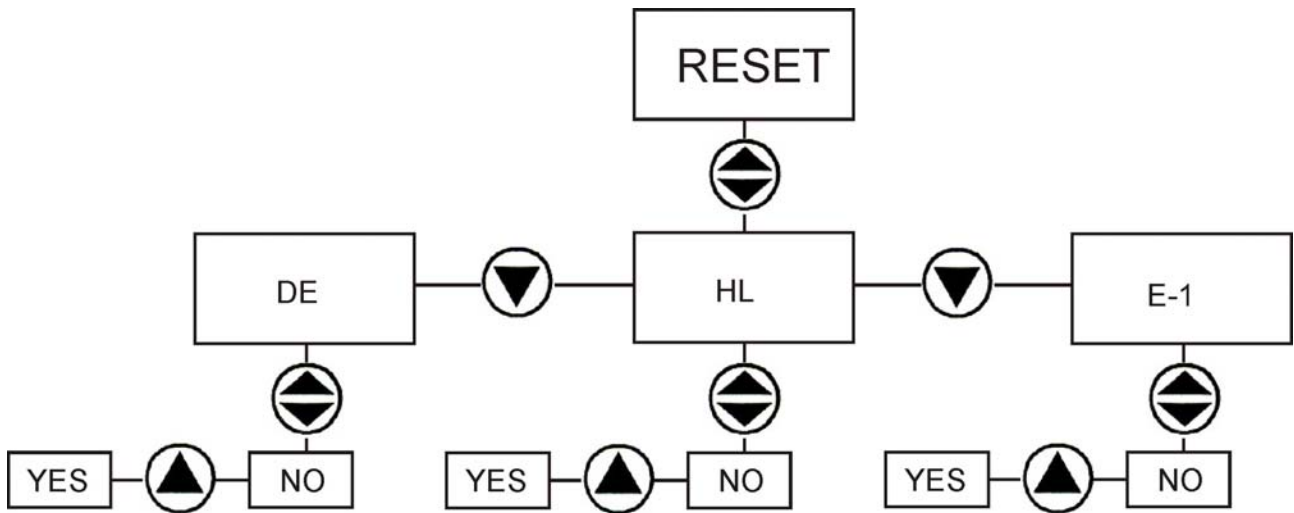 RESET
DE
HL
E-1
YES
NO
YES
NO
YES
NO